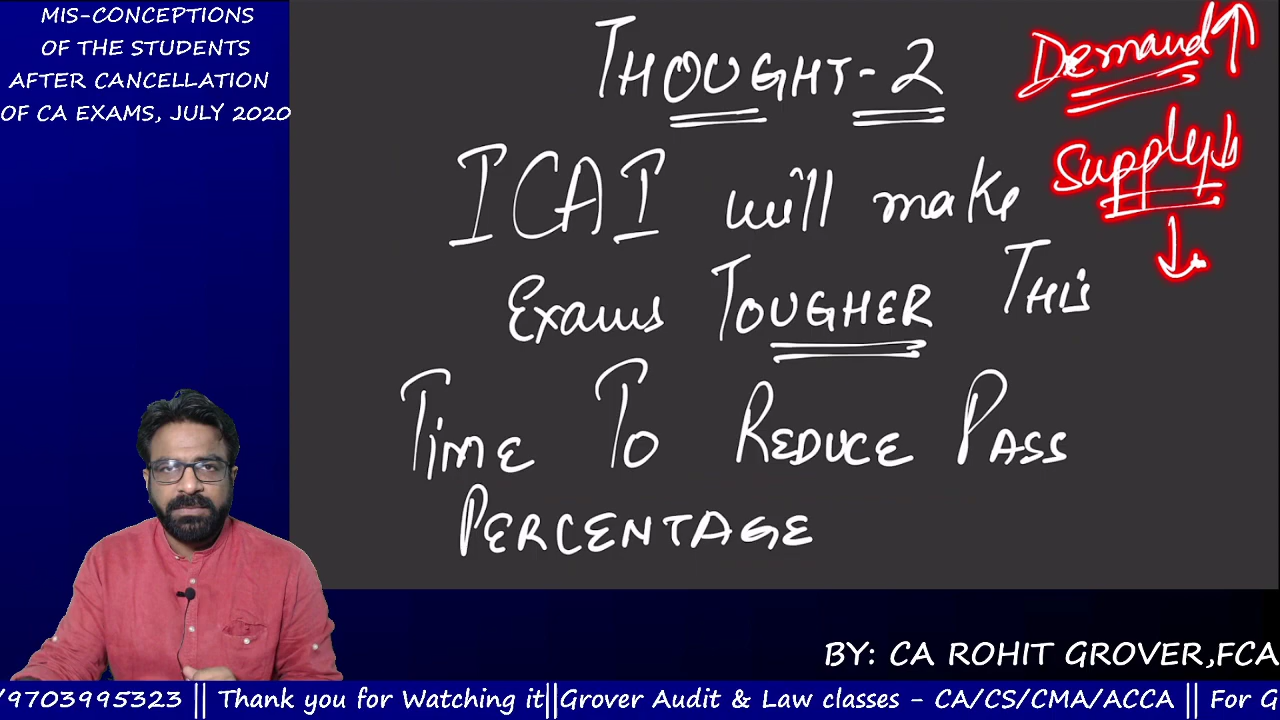 MIS-CONCEPTIONS
OF THE STUDENTS
AFTER CANCELLATION
OF CA EXAMS, JULY 2020
THOUGHT-2
Demand↑
Supply↓
↓
ICAI will make
Exams TOUGHER THis
TimE To REDUCE PASS
PERCENTAGE
BY: CA ROHIT GROVER,FCA
/9703995323 || Thank you for Watching it||Grover Audit & Law classes - CA/CS/CMA/ACCA || For G